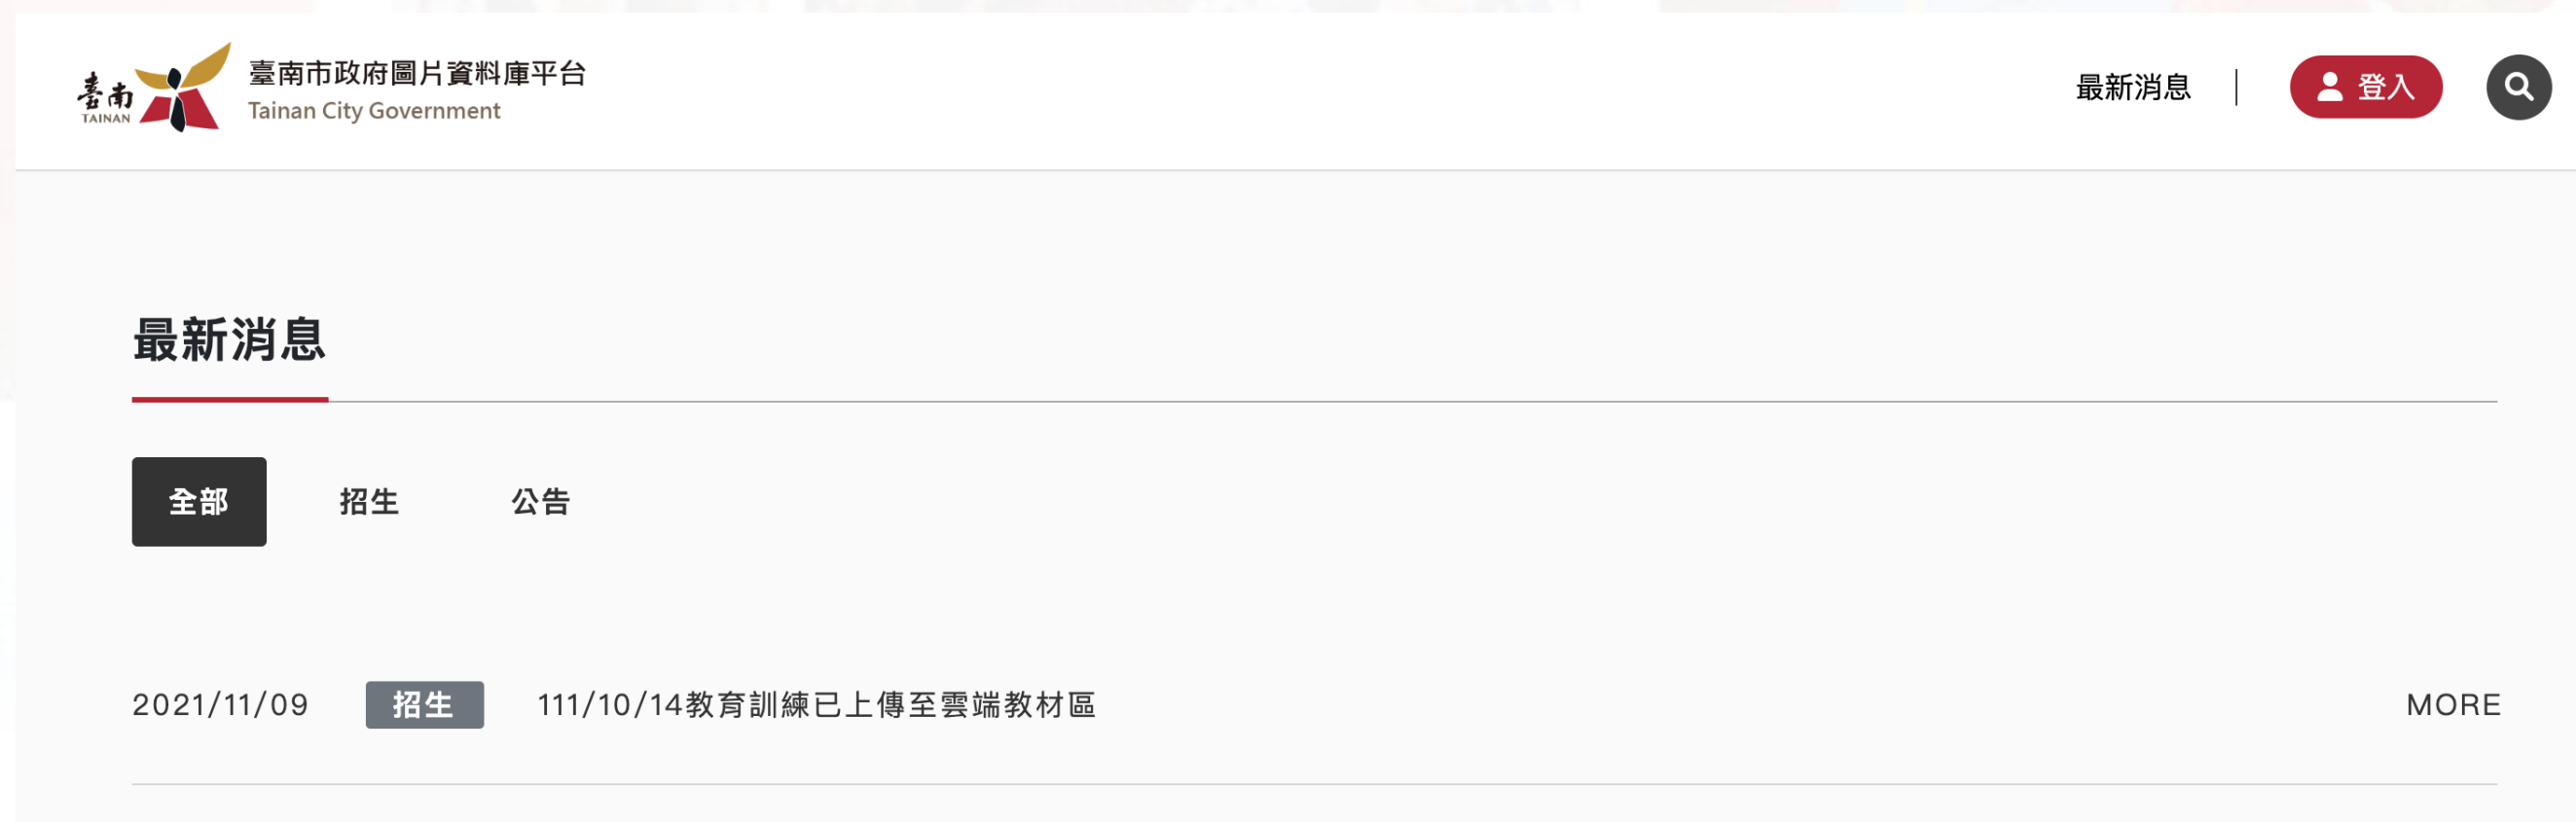 臺南
TAINAN
臺南市政府圖片資料庫平台
Tainan City Government
最新消息
登入
最新消息
全部
招生
公告
2021/11/09
招生
111/10/14教育訓練已上傳至雲端教材區
MORE